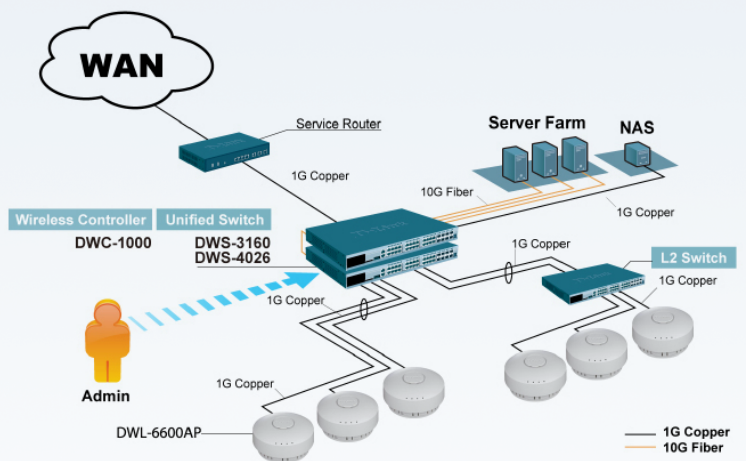 WAN
Service Router
1G Copper
Server Farm
NAS
10G Fiber
1G Copper
Wireless Controller
DWC-1000
Unified Switch
DWS-3160
DWS-4026
1G Copper
L2 Switch
1G Copper
1G Copper
Admin
1G Copper
DWL-6600AP
1G Copper
10G Fiber